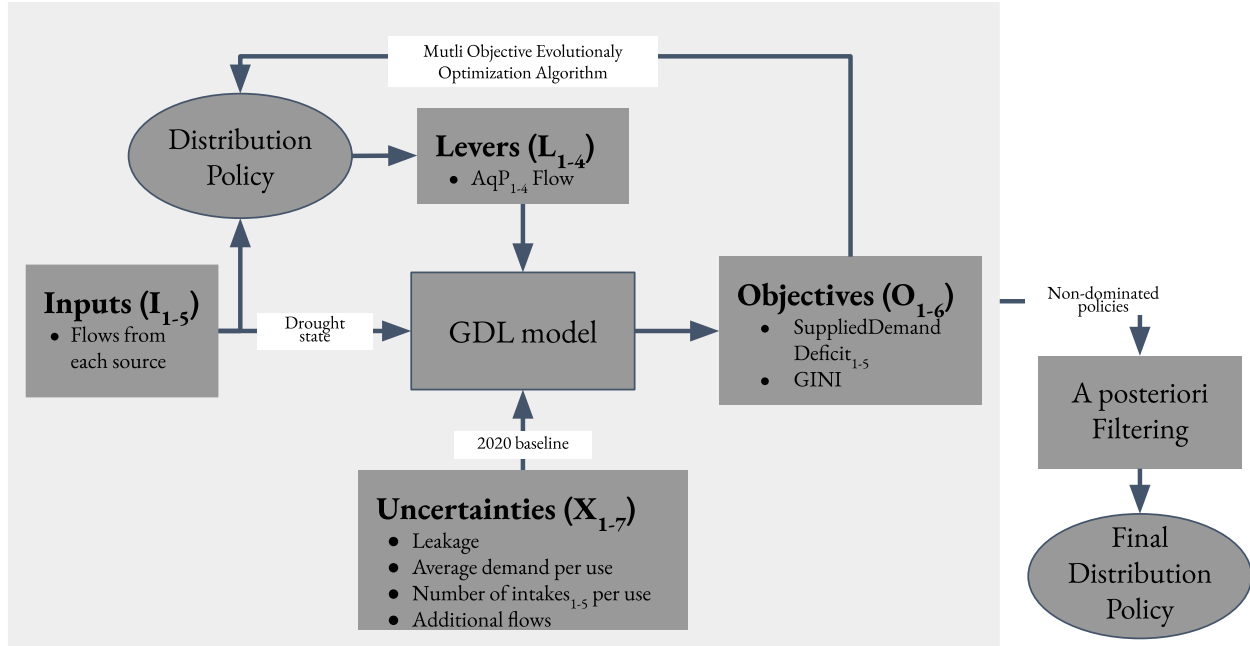 Mutli Objective Evolutionaly
Optimization Algorithm
Distribution
Policy
Levers (L1-4)
● AqP1-4 Flow
Inputs (I1-5)
● Flows from
each source
Drought
state
GDL model
Objectives (O1-6)
● SuppliedDemand
Deficit1-5
● GINI
2020 baseline
Uncertainties (X1-7)
● Leakage
● Average demand per use
● Number of intakes1-5 per use
● Additional flows
Non-dominated
policies
A posteriori
Filtering
Final
Distribution
Policy